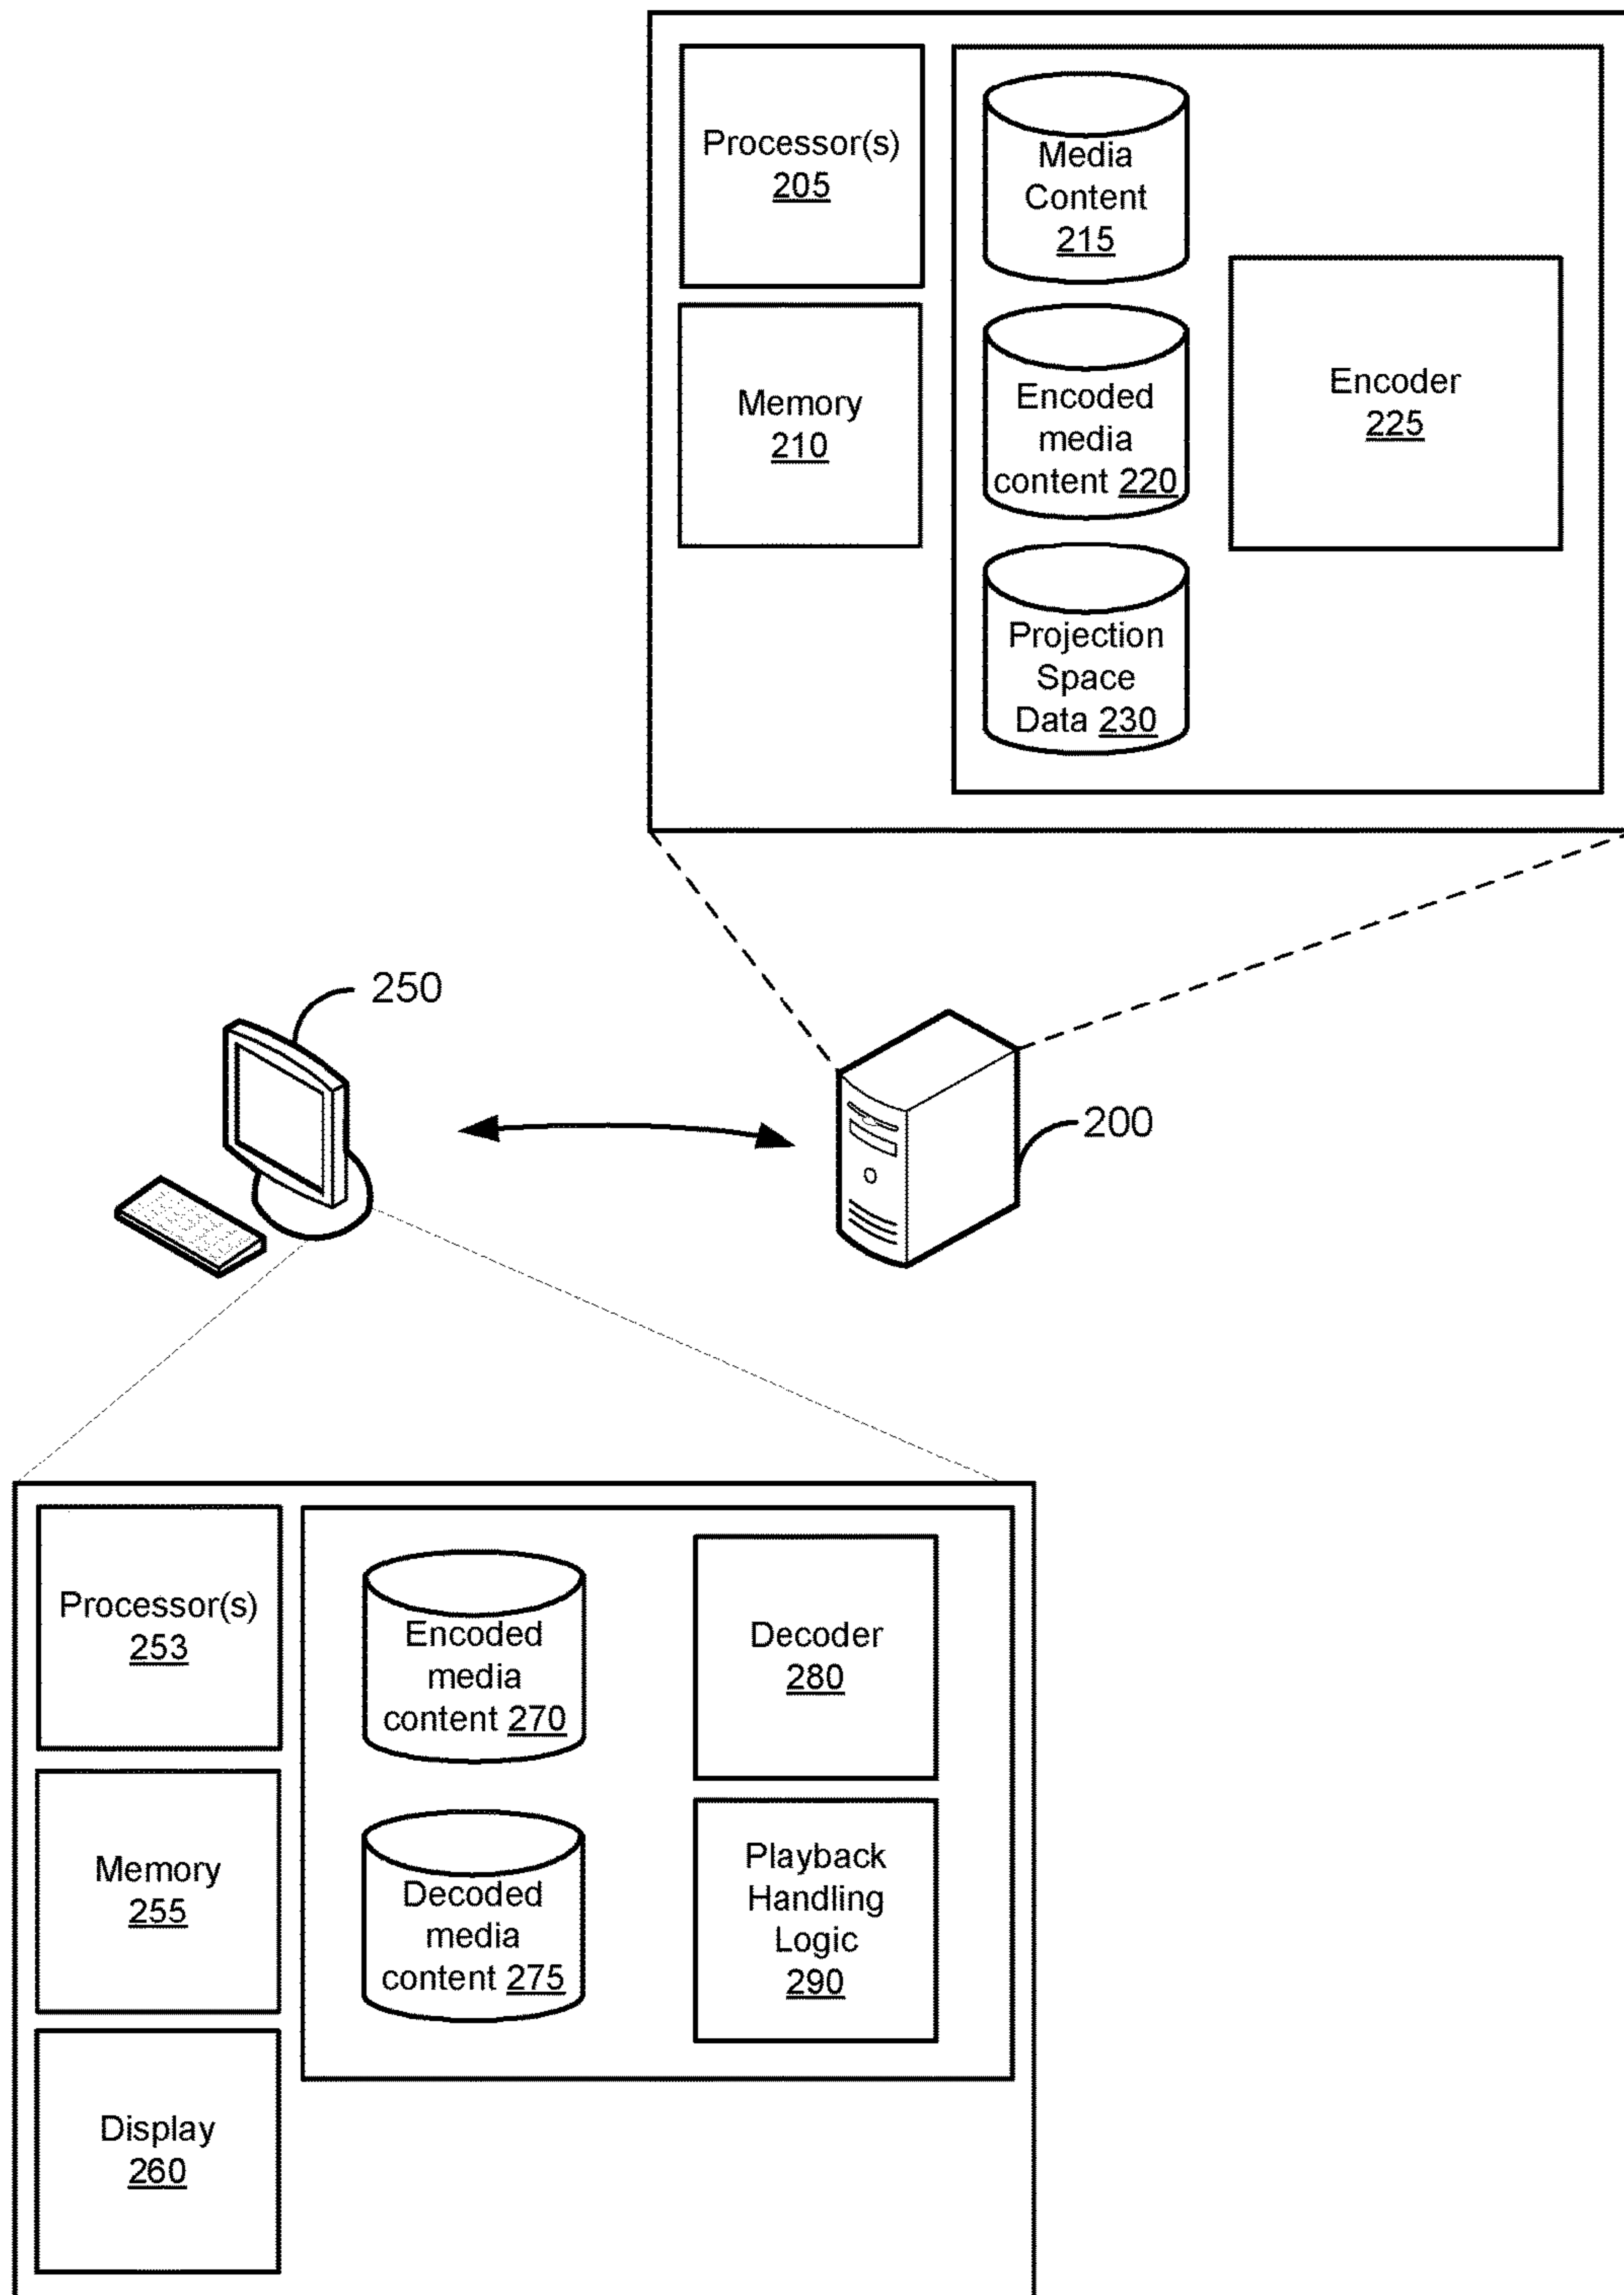 Processor(s)
205
Memory
210
Media
Content
215
Encoded
media
content 220
Projection
Space
Data 230
Encoder
225
250
200
Processor(s)
253
Memory
255
Display
260
Encoded
media
content 270
Decoded
media
content 275
Decoder
280
Playback
Handling
Logic
290